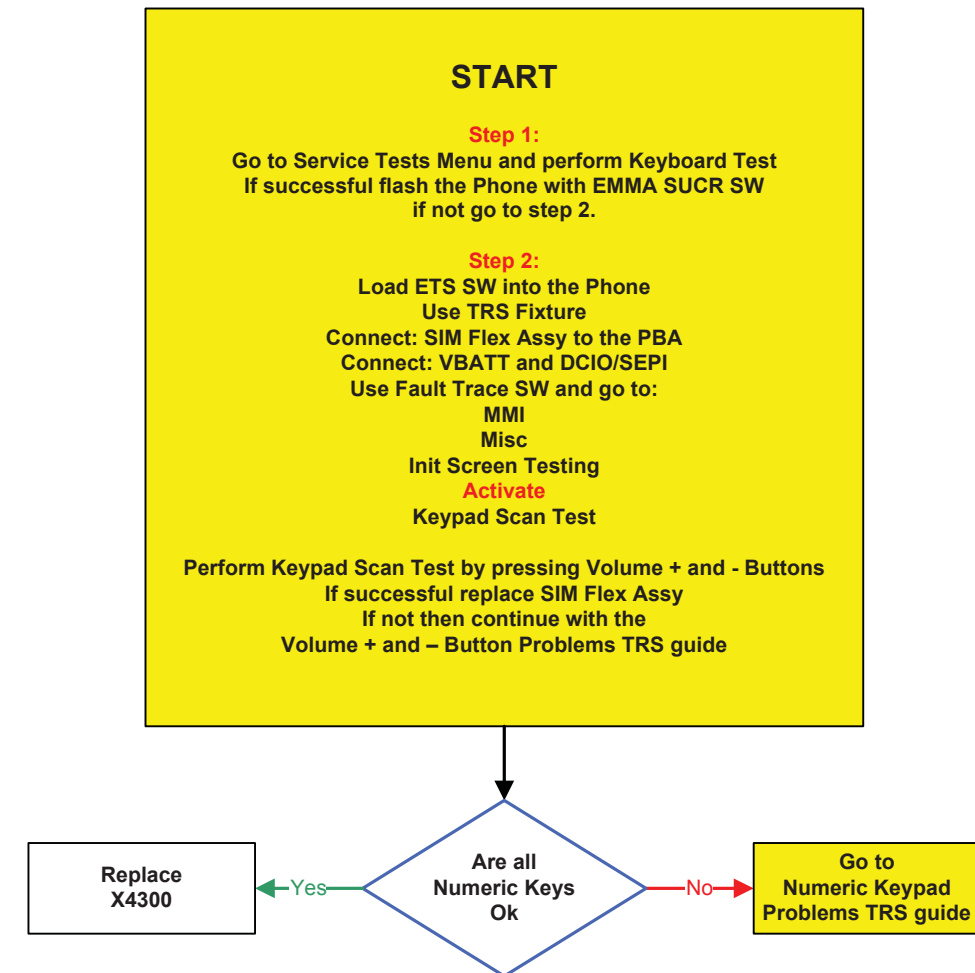 START
Step 1:
Go to Service Tests Menu and perform Keyboard Test
If successful flash the Phone with EMMA SUCR SW
if not go to step 2.
Step 2:
Load ETS SW into the Phone
Use TRS Fixture
Connect: SIM Flex Assy to the PBA
Connect: VBATT and DCIO/SEPI
Use Fault Trace SW and go to:
MMI
Misc
Init Screen Testing
Activate
Keypad Scan Test
Perform Keypad Scan Test by pressing Volume + and - Buttons
If successful replace SIM Flex Assy
If not then continue with the
Volume + and – Button Problems TRS guide
Replace
X4300
Yes
Are all
Numeric Keys
Ok
No
Go to
Numeric Keypad
Problems TRS guide